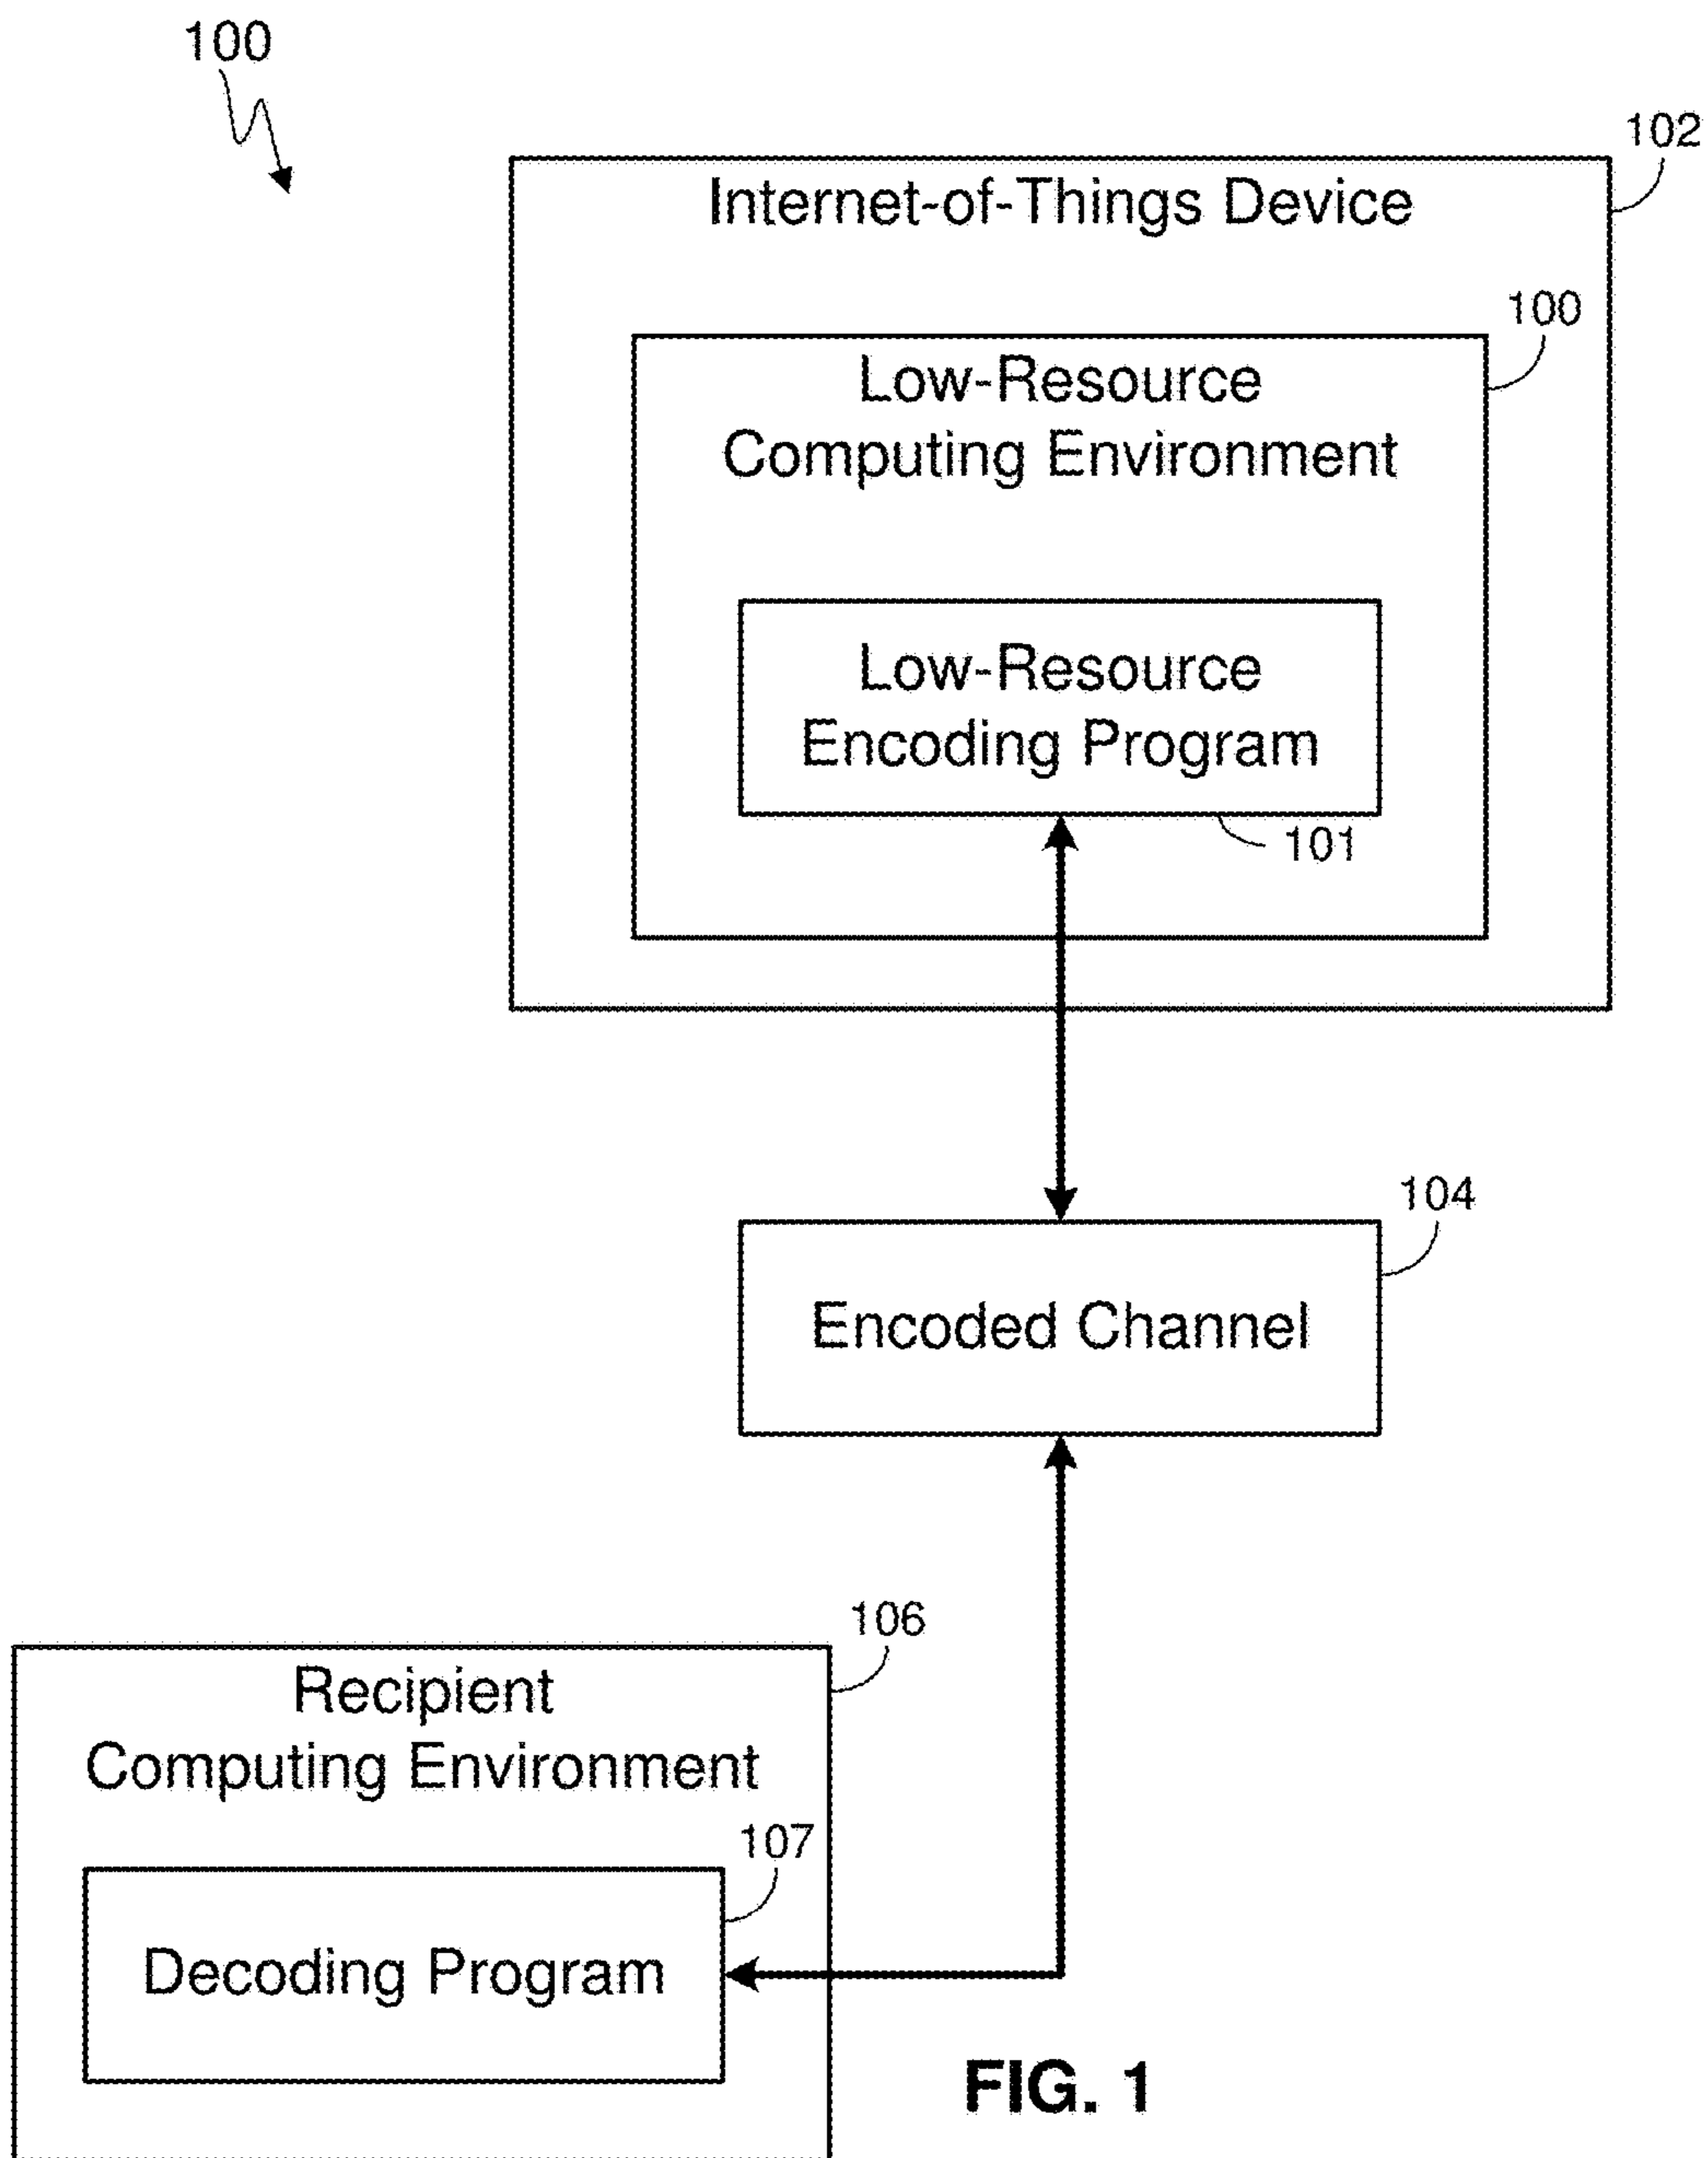 100
102
Internet-of-Things Device
100
Low-Resource
Computing Environment
Low-Resource
Encoding Program
101
104
Encoded Channel
106
Recipient
Computing Environment
107
Decoding Program
FIG. 1